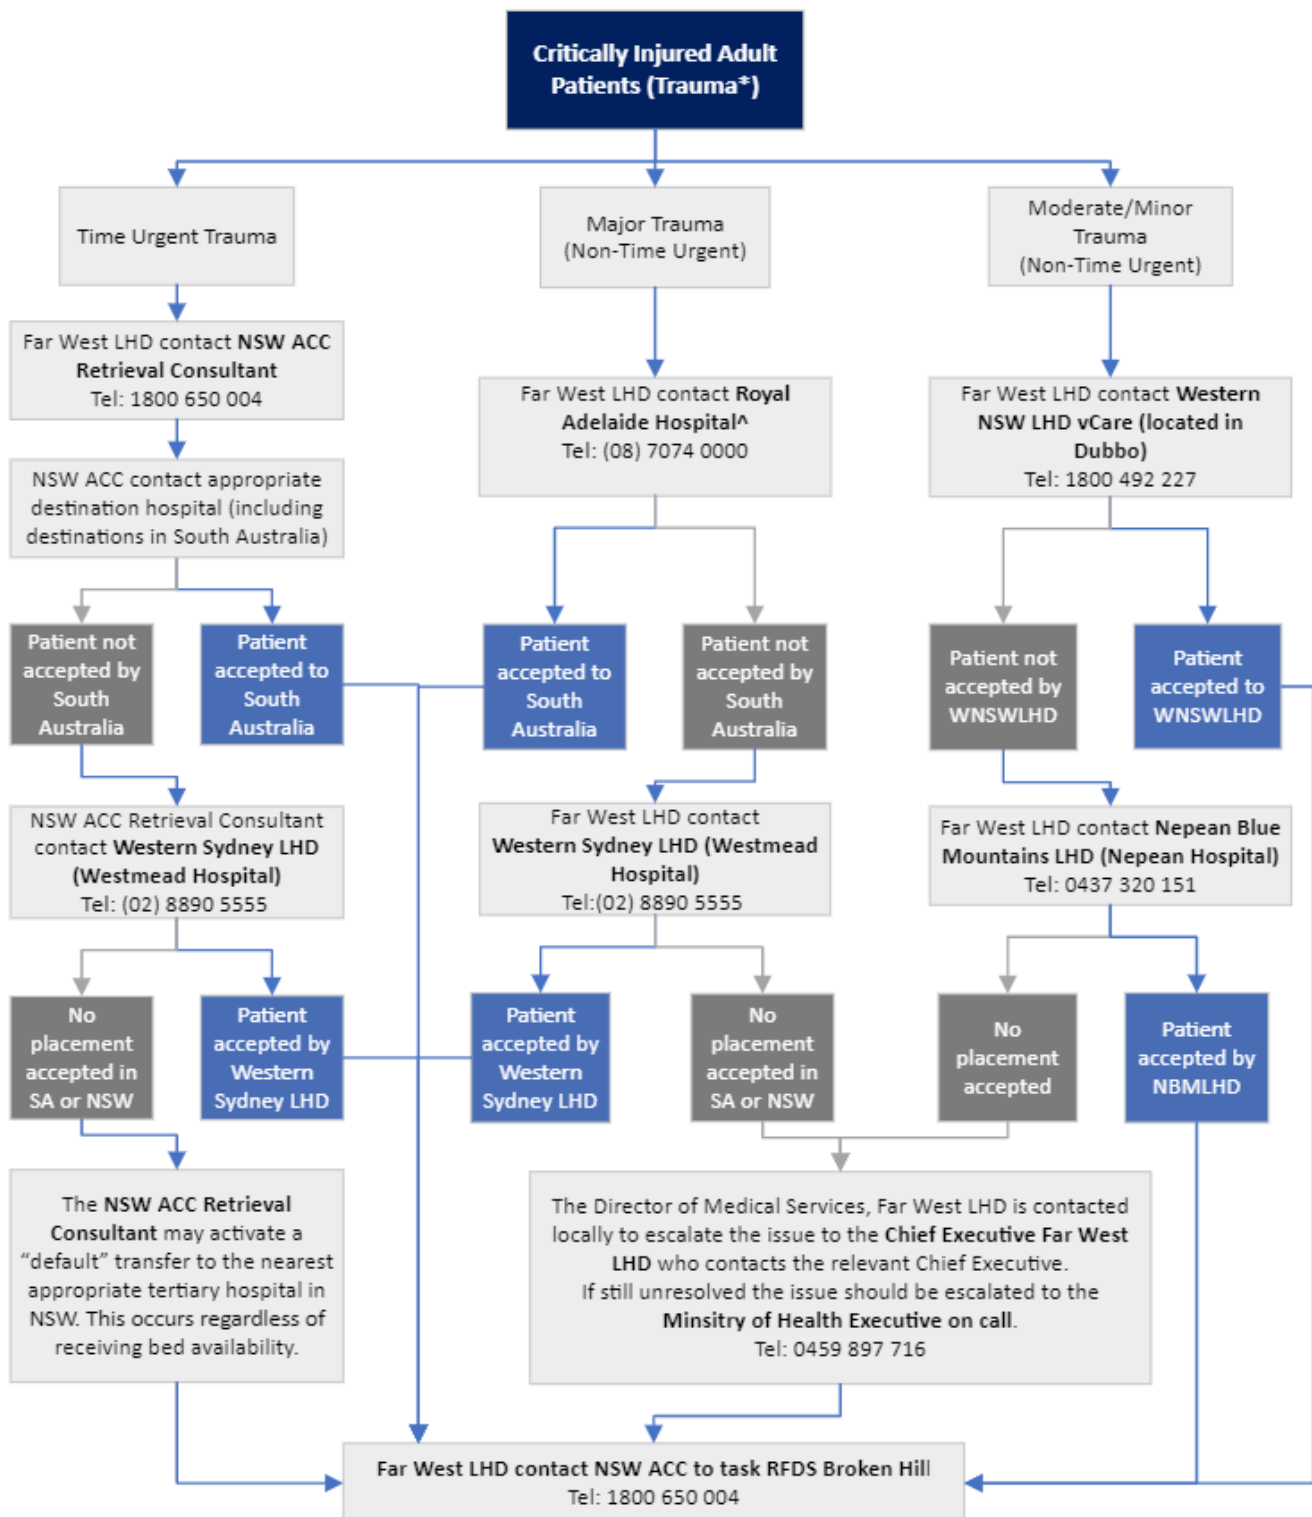 Critically Injured Adult
Patients (Trauma*)
Time Urgent Trauma
Major Trauma
(Non-Time Urgent)
Moderate/Minor
Trauma
(Non-Time Urgent)
Far West LHD contact NSW ACC
Retrieval Consultant
Tel: 1800 650 004
Far West LHD contact Royal
Adelaide Hospital^
Tel: (08) 7074 0000
Far West LHD contact Western
NSW LHD vCare (located in
Dubbo)
Tel: 1800 492 227
NSW ACC contact appropriate
destination hospital (including
destinations in South Australia)
Patient not
accepted by
South
Australia
Patient
accepted to
South
Australia
Patient
accepted to
South
Australia
Patient not
accepted by
South
Australia
Patient not
accepted by
WNSWLHD
Patient
accepted to
WNSWLHD
NSW ACC Retrieval Consultant
contact Western Sydney LHD
(Westmead Hospital)
Tel: (02) 8890 5555
Far West LHD contact
Western Sydney LHD (Westmead
Hospital)
Tel:(02) 8890 5555
Far West LHD contact Nepean Blue
Mountains LHD (Nepean Hospital)
Tel: 0437 320 151
No
placement
accepted in
SA or NSW
Patient
accepted by
Western
Sydney LHD
Patient
accepted by
Western
Sydney LHD
No
placement
accepted in
SA or NSW
No
placement
accepted
Patient
accepted by
NBMLHD
The NSW ACC Retrieval
Consultant may activate a
“default” transfer to the nearest
appropriate tertiary hospital in
NSW. This occurs regardless of
receiving bed availability.
The Director of Medical Services, Far West LHD is contacted
locally to escalate the issue to the Chief Executive Far West
LHD who contacts the relevant Chief Executive.
If still unresolved the issue should be escalated to the
Minsitry of Health Executive on call.
Tel: 0459 897 716
Far West LHD contact NSW ACC to task RFDS Broken Hill
Tel: 1800 650 004